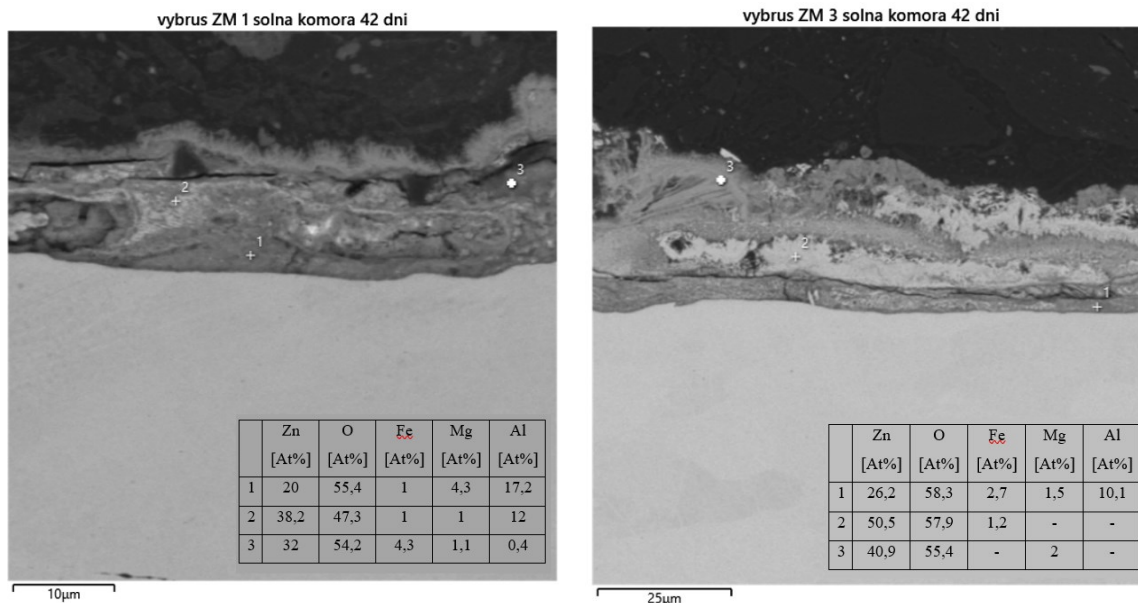 vybrus ZM 1 solna komora 42 dni
2
3
1
Zn O Fe Mg Al
[At%] [At%] [At%] [At%] [At%]
1 20 55,4 1 4,3 17,2
2 38,2 47,3 1 1 12
3 32 54,2 4,3 1,1 0,4
10µm
vybrus ZM 3 solna komora 42 dni
3
2
1
Zn O Fe Mg Al
[At%] [At%] [At%] [At%] [At%]
1 26,2 58,3 2,7 1,5 10,1
2 50,5 57,9 1,2 - -
3 40,9 55,4 - 2 -
25µm